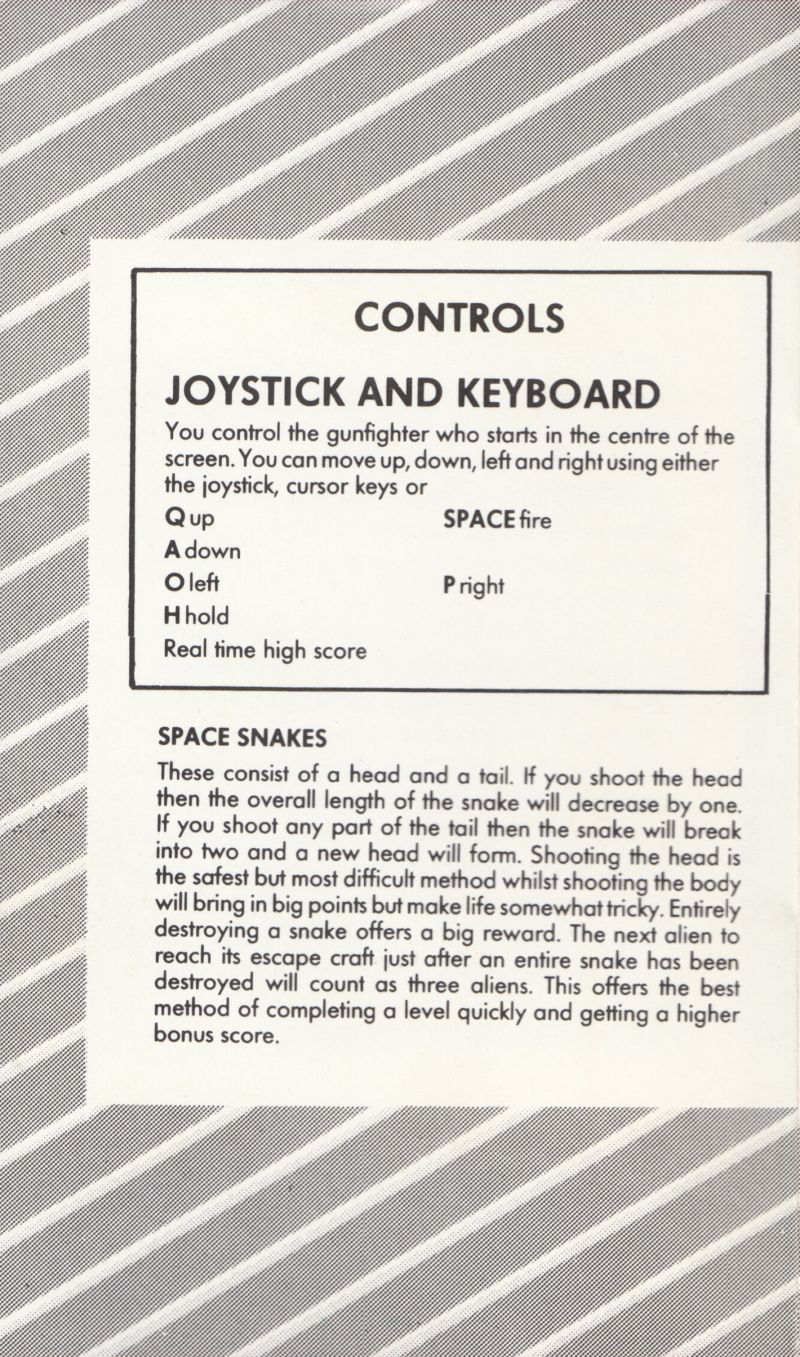 CONTROLS
JOYSTICK AND KEYBOARD
You control the gunfighter who starts in the centre of the
screen. You can move up, down, left and right using either
the joystick, cursor keys or
Q up SPACE fire
A down
O left P right
H hold
Real time high score
SPACE SNAKES
These consist of a head and a tail. If you shoot the head
then the overall length of the snake will decrease by one.
If you shoot any part of the tail then the snake will break
into two and a new head will form. Shooting the head is
the safest but most difficult method whilst shooting the body
will bring in big points but make life somewhat tricky. Entirely
destroying a snake offers a big reward. The next alien to
reach its escape craft just after an entire snake has been
destroyed will count as three aliens. This offers the best
method of completing a level quickly and getting a higher
bonus score.